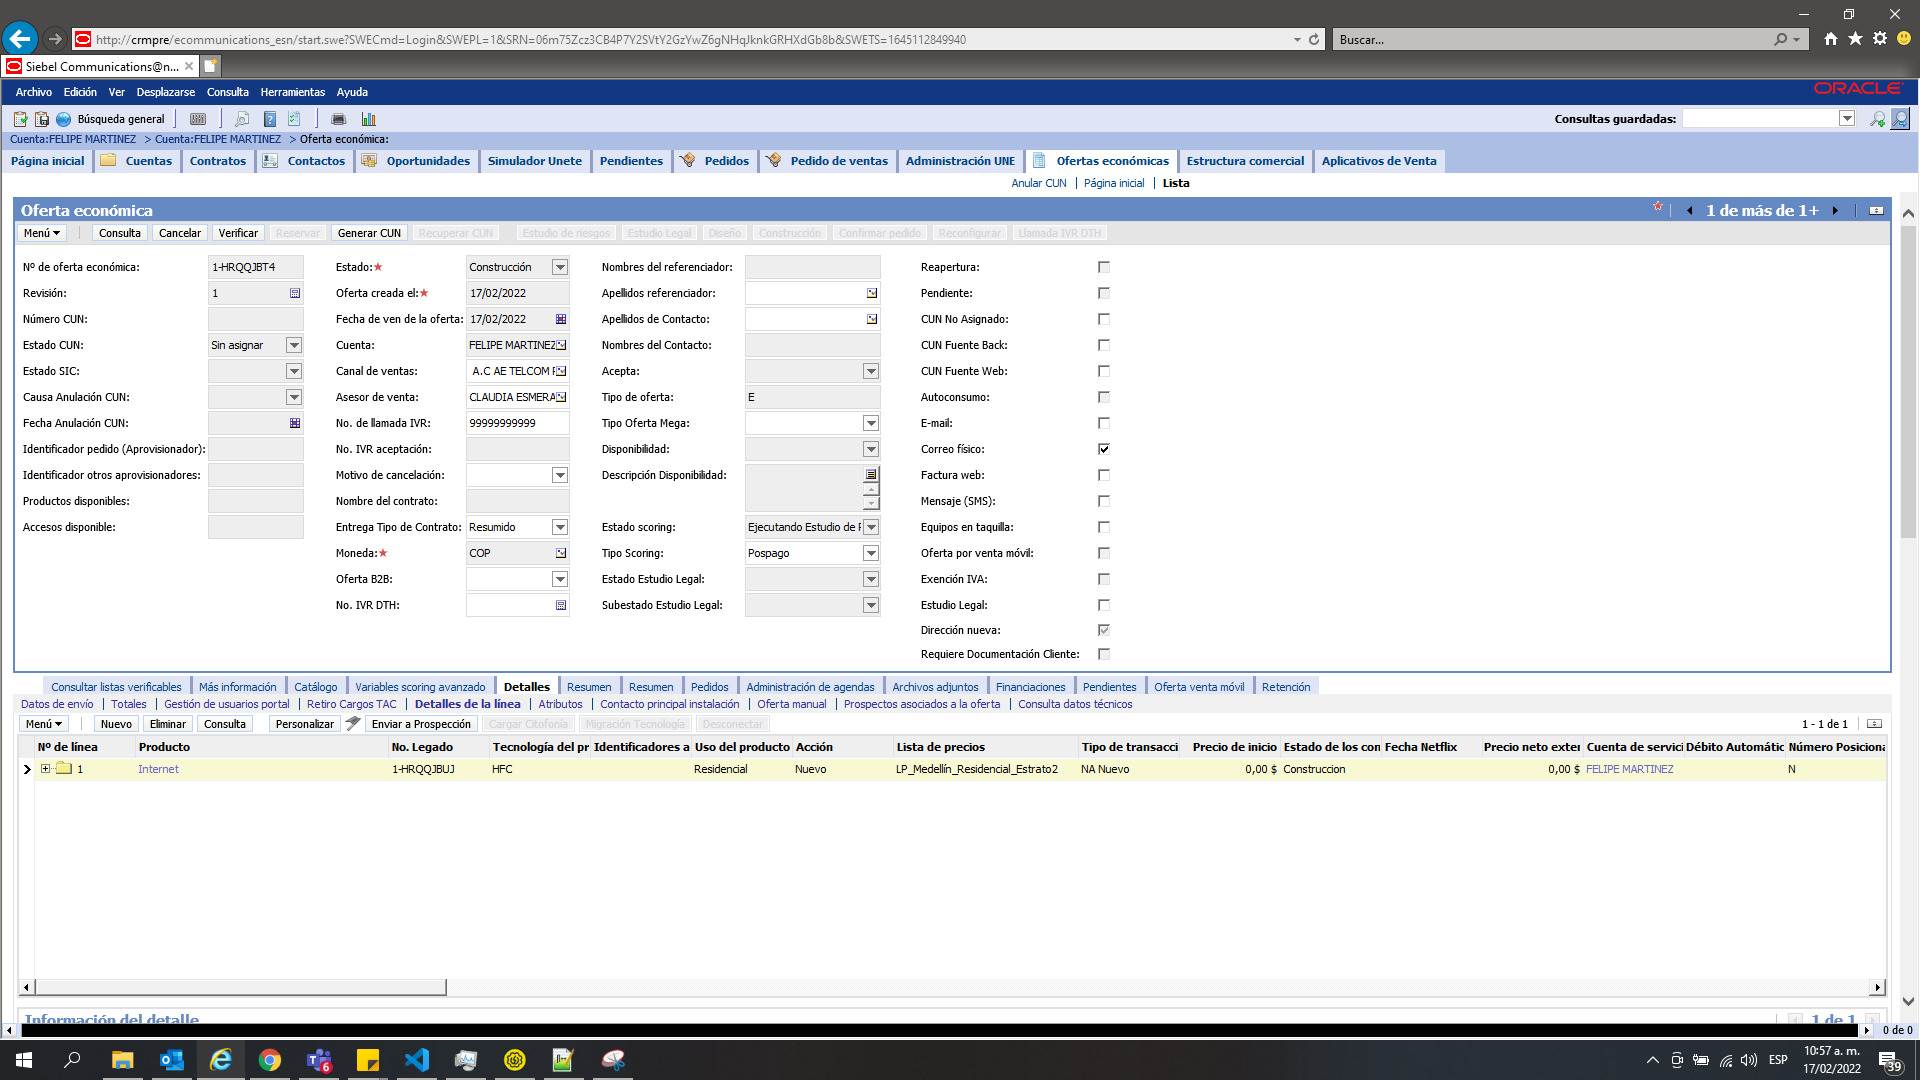 http://crmpre/ecommunications_esn/start.swe?SWECmd=Login&SWEPL=1&SRN=06m75Zcz3CB4P7Y2SVtY2GzYwZ6gNHqJknkGRHXdGb8b&SWETS=1645112849940
Buscar...
Siebel Communications@n...
Archivo Edición Ver Desplazarse Consulta Herramientas Ayuda
ORACLE
Búsqueda general
Consultas guardadas:
Cuenta:FELIPE MARTINEZ > Cuenta:FELIPE MARTINEZ > Oferta económica:
Página inicial Cuentas Contratos Contactos Oportunidades Simulador Unete Pendientes Pedidos Pedido de ventas Administración UNE Ofertas económicas Estructura comercial Aplicativos de Venta
Anular CUN | Página inicial | Lista
Oferta económica
1 de más de 1+
Menú Consulta Cancelar Verificar Reservar Generar CUN Recuperar CUN Estudio de riesgos Estudio Legal Diseño Construcción Confirmar pedido Reconfigurar Llamada IVR DTH
Nº de oferta económica: 1-HRQQJBT4 Estado:★ Construcción Nombres del referenciador: Reapertura:
Revisión: 1 Oferta creada el:★ 17/02/2022 Apellidos referenciador: Pendiente:
Número CUN: Fecha de ven de la oferta: 17/02/2022 Apellidos de Contacto: CUN No Asignado:
Estado CUN: Sin asignar Cuenta: FELIPE MARTINEZ Nombres del Contacto: CUN Fuente Back:
Estado SIC: Canal de ventas: A.C AE TELCOM Acepta: CUN Fuente Web:
Causa Anulación CUN: Asesor de venta: CLAUDIA ESMERA Tipo de oferta: E Autoconsumo:
Fecha Anulación CUN: No. de llamada IVR: 99999999999 Tipo Oferta Mega: E-mail:
Identificador pedido (Aprovisionador): No. IVR aceptación: Disponibilidad: Correo físico:
Identificador otros aprovisionadores: Motivo de cancelación: Descripción Disponibilidad: Factura web:
Productos disponibles: Nombre del contrato: Mensaje (SMS):
Accesos disponible: Entrega Tipo de Contrato: Resumido Estado scoring: Ejecutando Estudio de Equipos en taquilla:
Moneda:★ COP Tipo Scoring: Pospago Oferta por venta móvil:
Oferta B2B: Estado Estudio Legal: Exención IVA:
No. IVR DTH: Subestado Estudio Legal: Estudio Legal:
Dirección nueva:
Requiere Documentación Cliente:
Consultar listas verificables Más información Catálogo Variables scoring avanzado Detalles Resumen Resumen Pedidos Administración de agendas Archivos adjuntos Financiaciones Pendientes Oferta venta móvil Retención
Datos de envío | Totales | Gestión de usuarios portal | Retiro Cargos TAC | Detalles de la línea | Atributos | Contacto principal instalación | Oferta manual | Prospectos asociados a la oferta | Consulta datos técnicos
Menú Nuevo Eliminar Consulta Personalizar Enviar a Prospección Cargar Citofonía Migración Tecnología Desconectar 1 - 1 de 1
Nº de línea Producto No. Legado Tecnología del pr Identificadores a Uso del producto Acción Lista de precios Tipo de transacci Precio de inicio Estado de los con Fecha Netflix Precio neto exter Cuenta de servici Débito Automátic Número Posiciona
1 Internet 1-HRQQJBUJ HFC Residencial Nuevo LP_Medellín_Residencial_Estrato2 NA Nuevo 0,00 $ Construccion 0,00 $ FELIPE MARTINEZ N
Información del detalle
1 de 1
0 de 0
6
ESP
10:57 a. m.
17/02/2022
39